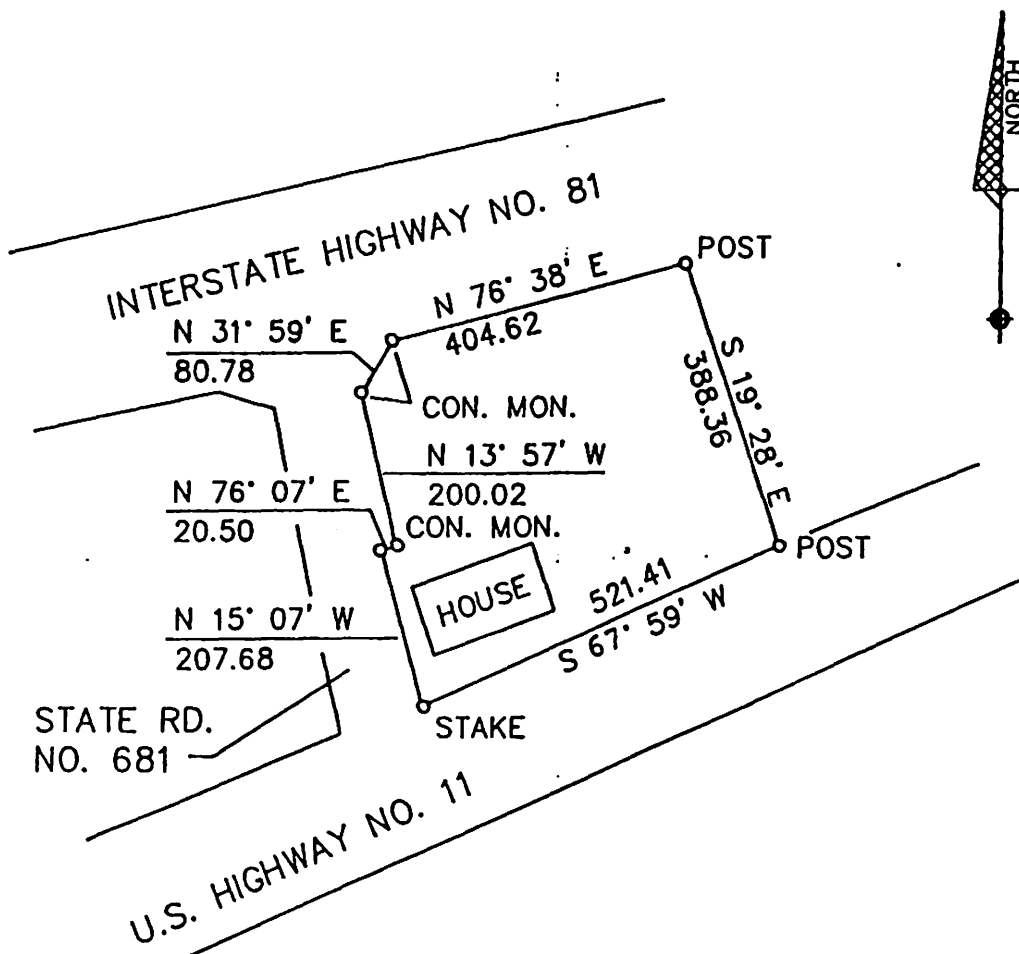 NORTH
INTERSTATE HIGHWAY NO. 81
POST
N 76° 38' E
404.62
N 31° 59' E
80.78
S 19° 28' E
388.36
CON. MON.
N 13° 57' W
200.02
N 76° 07' E
20.50
CON. MON.
POST
HOUSE
521.41
S 67° 59' W
N 15° 07' W
207.68
STATE RD.
NO. 681
STAKE
U.S. HIGHWAY NO. 11